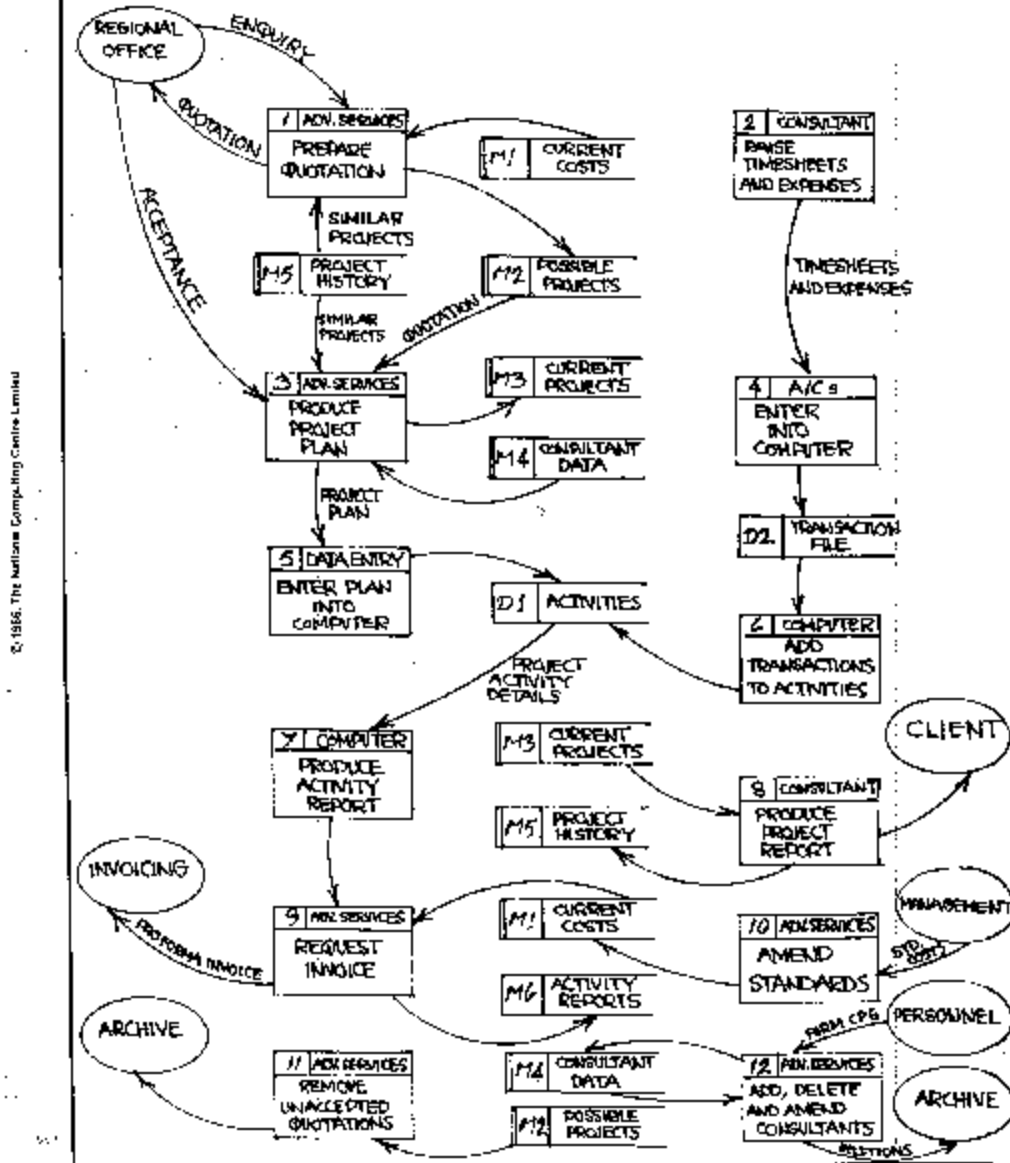 REGIONAL
OFFICE
ENQUIRY
QUOTATION
ACCEPTANCE
1 ADV. SERVICES
PREPARE
QUOTATION
M1 CURRENT
COSTS
2 CONSULTANT
RAISE
TIMESHEETS
AND EXPENSES
SIMILAR
PROJECTS
M5 PROJECT
HISTORY
M2 POSSIBLE
PROJECTS
TIMESHEETS
AND EXPENSES
SIMILAR
PROJECTS
QUOTATION
3 ADV. SERVICES
PRODUCE
PROJECT
PLAN
M3 CURRENT
PROJECTS
4 A/Cs
ENTER
INTO
COMPUTER
M4 CONSULTANT
DATA
PROJECT
PLAN
D2 TRANSACTION
FILE
5 DATA ENTRY
ENTER PLAN
INTO
COMPUTER
D1 ACTIVITIES
6 COMPUTER
ADD
TRANSACTIONS
TO ACTIVITIES
PROJECT
ACTIVITY
DETAILS
7 COMPUTER
PRODUCE
ACTIVITY
REPORT
M3 CURRENT
PROJECTS
CLIENT
8 CONSULTANT
PRODUCE
PROJECT
REPORT
M5 PROJECT
HISTORY
INVOICING
PROFORMA INVOICE
9 ADV. SERVICES
REQUEST
INVOICE
M1 CURRENT
COSTS
MANAGEMENT
STD.
COSTS
10 ADV. SERVICES
AMEND
STANDARDS
M6 ACTIVITY
REPORTS
ARCHIVE
PERSONNEL
FORM CPG
11 ADV. SERVICES
REMOVE
UNACCEPTED
QUOTATIONS
M4 CONSULTANT
DATA
12 ADV. SERVICES
ADD, DELETE
AND AMEND
CONSULTANTS
ARCHIVE
M2 POSSIBLE
PROJECTS
DELETIONS
© 1986, The National Computing Centre Limited